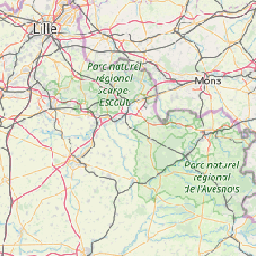 Lille
Parc naturel
régional
Scarpe-
Escaut
Mons
Parc naturel
régional
de l'Avesnois